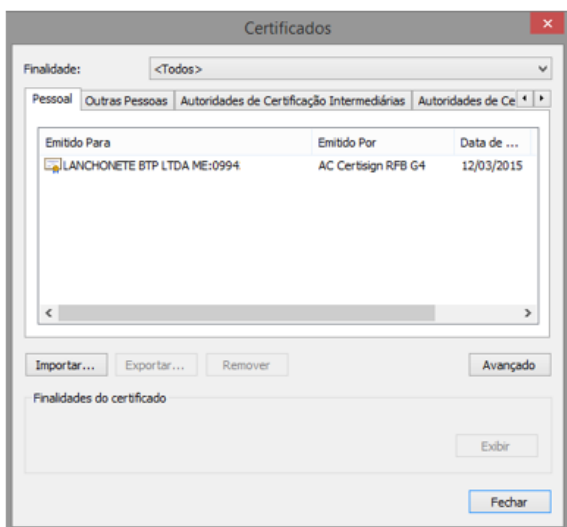 Certificados
Finalidade: <Todos>
Pessoal Outras Pessoas Autoridades de Certificação Intermediárias Autoridades de Ce
Emitido Para Emitido Por Data de ...
LANCHONETE BTP LTDA ME:0994 AC Certisign RFB G4 12/03/2015
Importar... Exportar... Remover Avançado
Finalidades do certificado
Exibir
Fechar